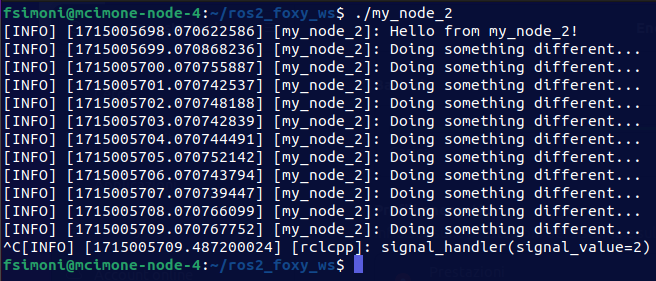 fsimoni@mcimone-node-4:~/ros2_foxy_ws$ ./my_node_2
[INFO] [1715005698.070622586] [my_node_2]: Hello from my_node_2!
[INFO] [1715005699.070868236] [my_node_2]: Doing something different...
[INFO] [1715005700.070755887] [my_node_2]: Doing something different...
[INFO] [1715005701.070742537] [my_node_2]: Doing something different...
[INFO] [1715005702.070748188] [my_node_2]: Doing something different...
[INFO] [1715005703.070742839] [my_node_2]: Doing something different...
[INFO] [1715005704.070744491] [my_node_2]: Doing something different...
[INFO] [1715005705.070752142] [my_node_2]: Doing something different...
[INFO] [1715005706.070743794] [my_node_2]: Doing something different...
[INFO] [1715005707.070739447] [my_node_2]: Doing something different...
[INFO] [1715005708.070766099] [my_node_2]: Doing something different...
[INFO] [1715005709.070767752] [my_node_2]: Doing something different...
^C[INFO] [1715005709.487200024] [rclcpp]: signal_handler(signal_value=2)
fsimoni@mcimone-node-4:~/ros2_foxy_ws$